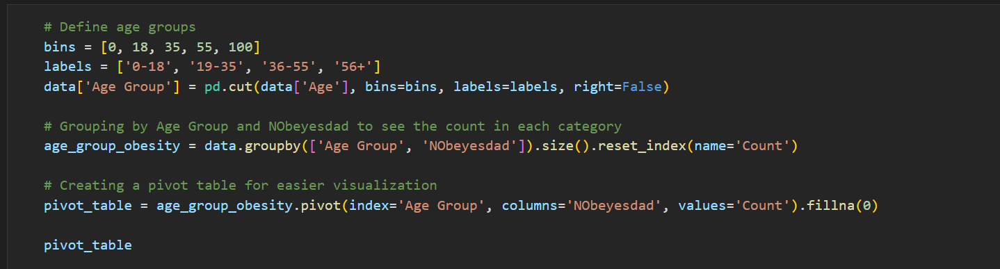 # Define age groups
bins = [0, 18, 35, 55, 100]
labels = ['0-18', '19-35', '36-55', '56+']
data['Age Group'] = pd.cut(data['Age'], bins=bins, labels=labels, right=False)
# Grouping by Age Group and NObeyesdad to see the count in each category
age_group_obesity = data.groupby(['Age Group', 'NObeyesdad']).size().reset_index(name='Count')
# Creating a pivot table for easier visualization
pivot_table = age_group_obesity.pivot(index='Age Group', columns='NObeyesdad', values='Count').fillna(0)
pivot_table